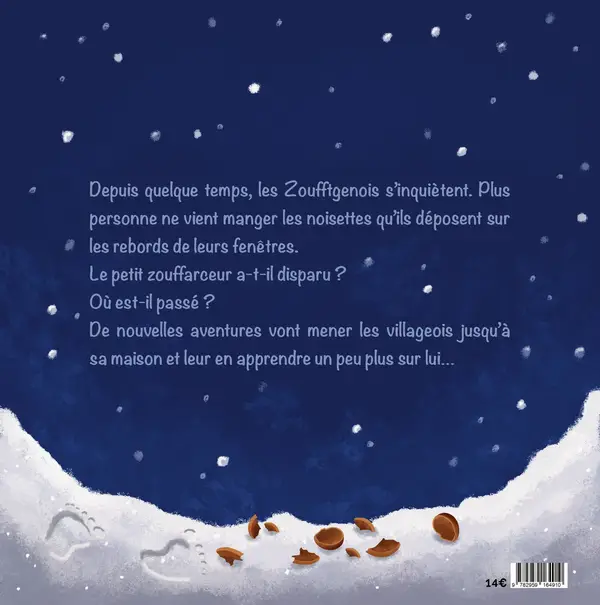 Depuis quelque temps, les Zoufftgenois s'inquiètent. Plus
personne ne vient manger les noisettes qu'ils déposent sur
les rebords de leurs fenêtres.
Le petit zouffarceur a-t-il disparu ?
Où est-il passé ?
De nouvelles aventures vont mener les villageois jusqu'à
sa maison et leur en apprendre un peu plus sur lui...
14€
9 782959 164910